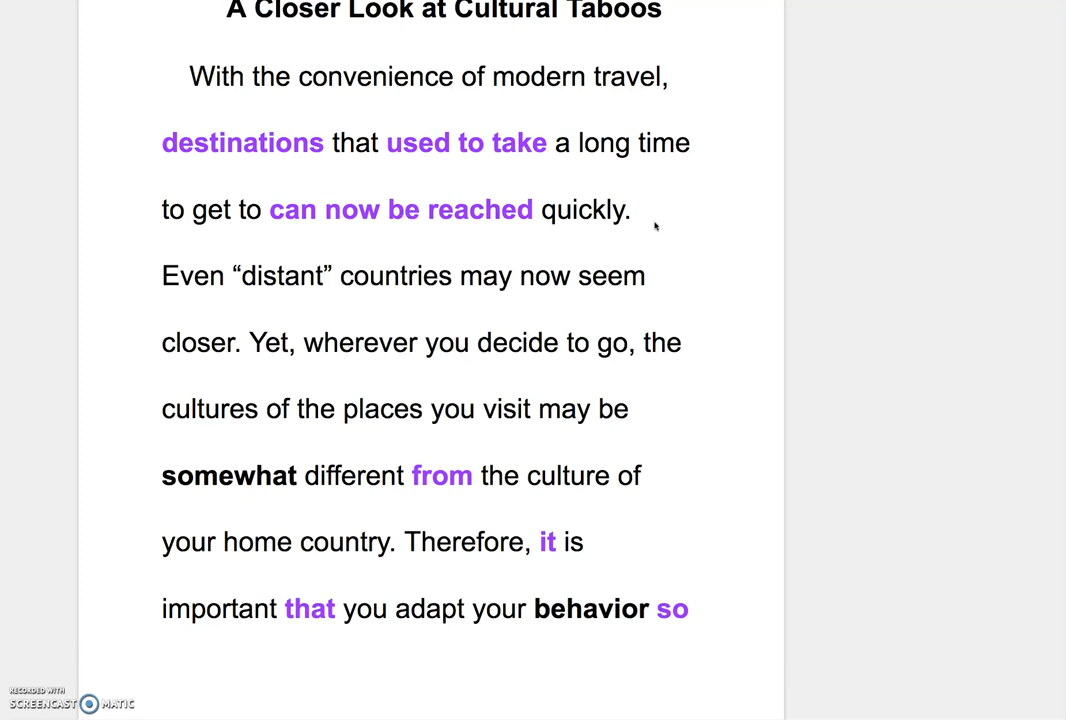 A Closer Look at Cultural Taboos
With the convenience of modern travel,
destinations that used to take a long time
to get to can now be reached quickly.
Even “distant” countries may now seem
closer. Yet, wherever you decide to go, the
cultures of the places you visit may be
somewhat different from the culture of
your home country. Therefore, it is
important that you adapt your behavior so
RECORDED WITH
SCREENCAST MATIC